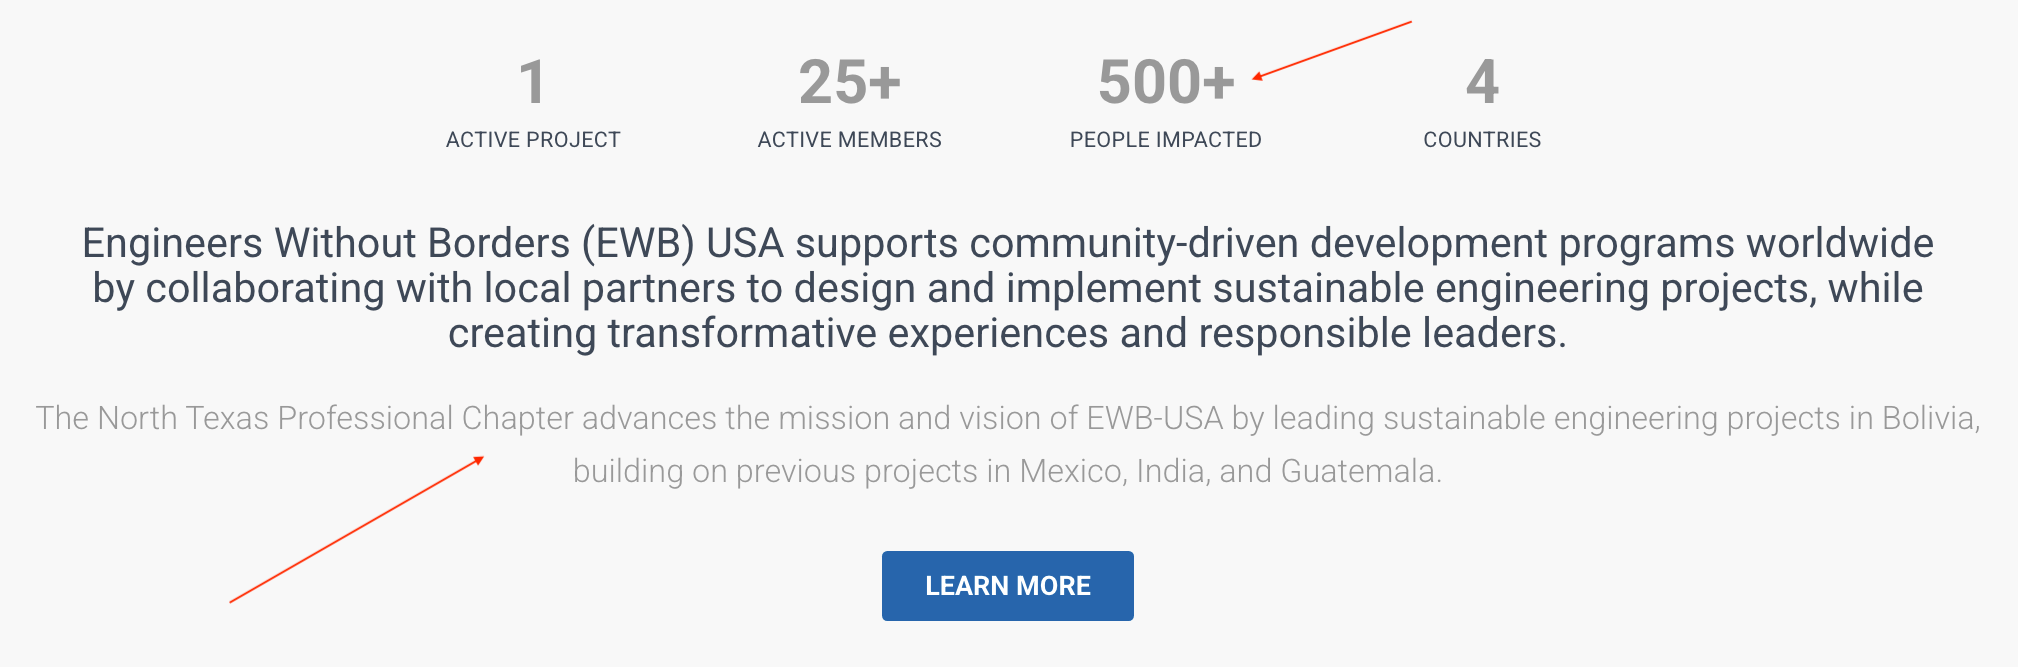 1
ACTIVE PROJECT
25+
ACTIVE MEMBERS
500+
PEOPLE IMPACTED
4
COUNTRIES
Engineers Without Borders (EWB) USA supports community-driven development programs worldwide
by collaborating with local partners to design and implement sustainable engineering projects, while
creating transformative experiences and responsible leaders.
The North Texas Professional Chapter advances the mission and vision of EWB-USA by leading sustainable engineering projects in Bolivia,
building on previous projects in Mexico, India, and Guatemala.
LEARN MORE